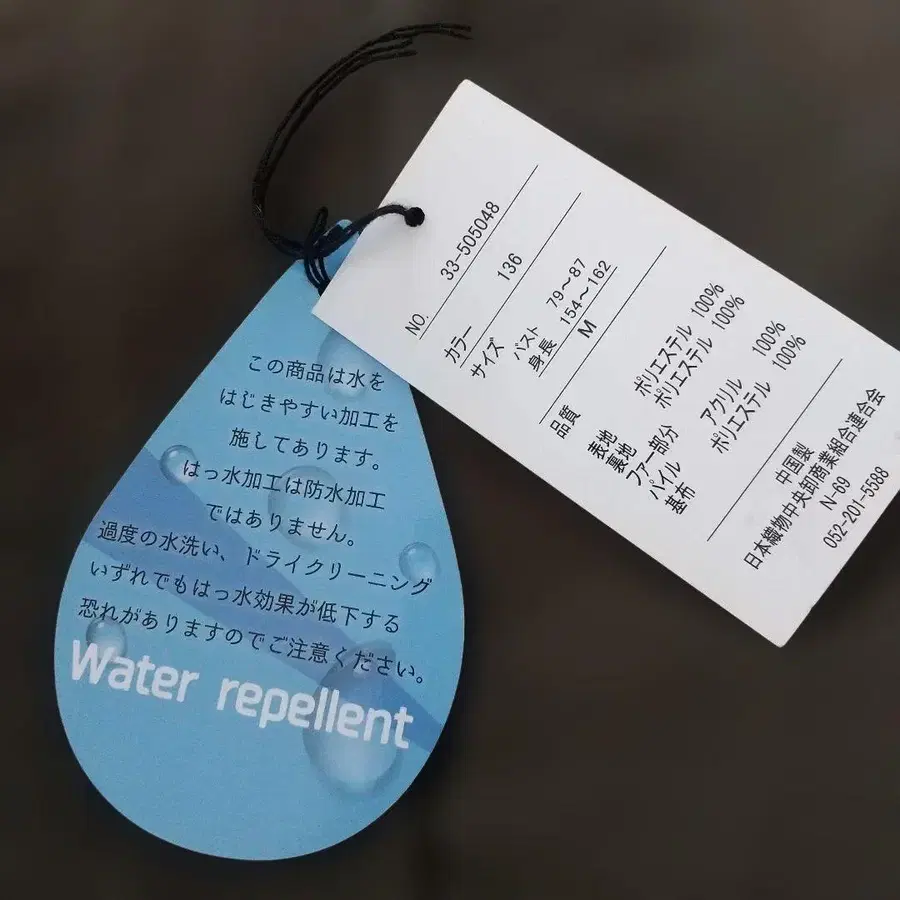 この商品は水を
はじきやすい加工を
施してあります。
はっ水加工は防水加工
ではありません。
過度の水洗い、ドライクリーニング
いずれでもはっ水効果が低下する
恐れがありますのでご注意ください。
Water repellent
NO. 33-505048
カラー 136
サイズ
バスト 79～87
身長 154～162
M
品質
表地 ポリエステル 100%
裏地 ポリエステル 100%
ファー部分
パイル アクリル 100%
基布 ポリエステル 100%
中国製
日本織物中央卸商業組合連合会
N-69
052-201-5588